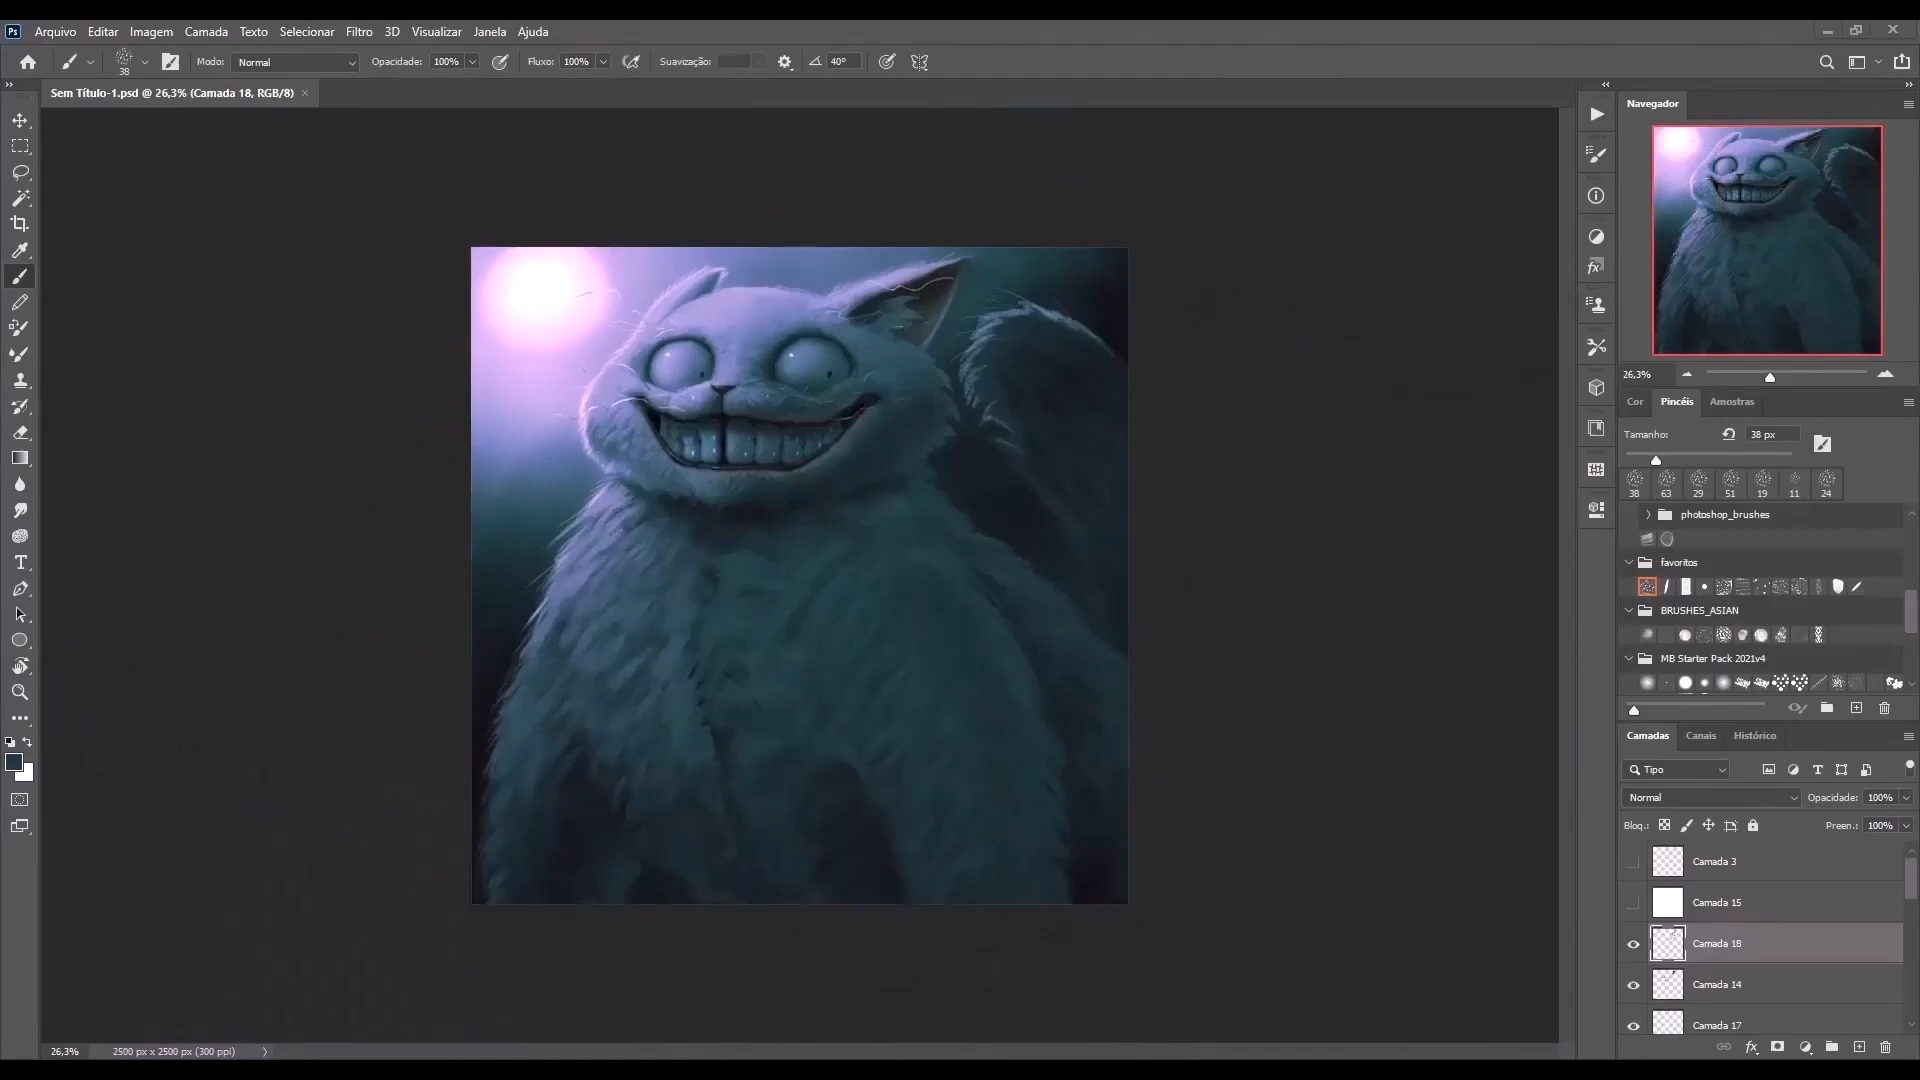 Ps Arquivo Editar Imagem Camada Texto Selecionar Filtro 3D Visualizar Janela Ajuda
38 Modo: Normal Opacidade: 100% Fluxo: 100% Suavização: 40°
Sem Título-1.psd @ 26,3% (Camada 18, RGB/8) ×
Navegador
26,3%
Cor Pincéis Amostras
Tamanho: 38 px
38 63 29 51 19 11 24
photoshop_brushes
favoritos
BRUSHES_ASIAN
MB Starter Pack 2021v4
Camadas Canais Histórico
Tipo
Normal Opacidade: 100%
Bloq.: Preen.: 100%
Camada 3
Camada 15
Camada 18
Camada 14
Camada 17
26,3% 2500 px x 2500 px (300 ppi)